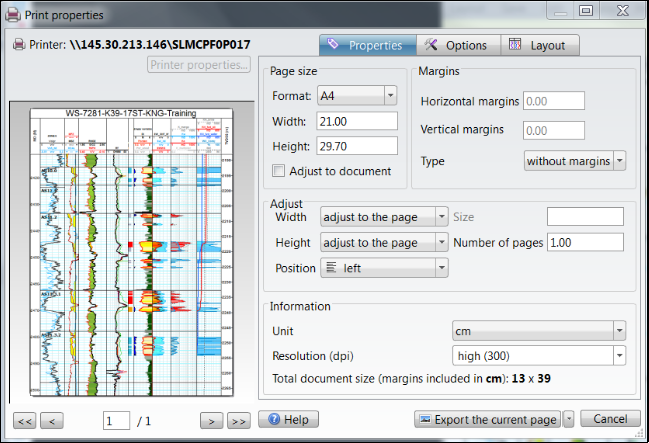 Print properties
Printer: \\145.30.213.146\SLMCPF0P017
Printer properties...
Properties
Options
Layout
WS-7281-K39-17ST-KNG-Training
Page size
Format: A4
Width: 21.00
Height: 29.70
Adjust to document
Margins
Horizontal margins 0.00
Vertical margins 0.00
Type without margins
Adjust
Width adjust to the page Size
Height adjust to the page Number of pages 1.00
Position left
Information
Unit cm
Resolution (dpi) high (300)
Total document size (margins included in cm): 13 x 39
<< < 1 / 1 > >>
Help
Export the current page
Cancel